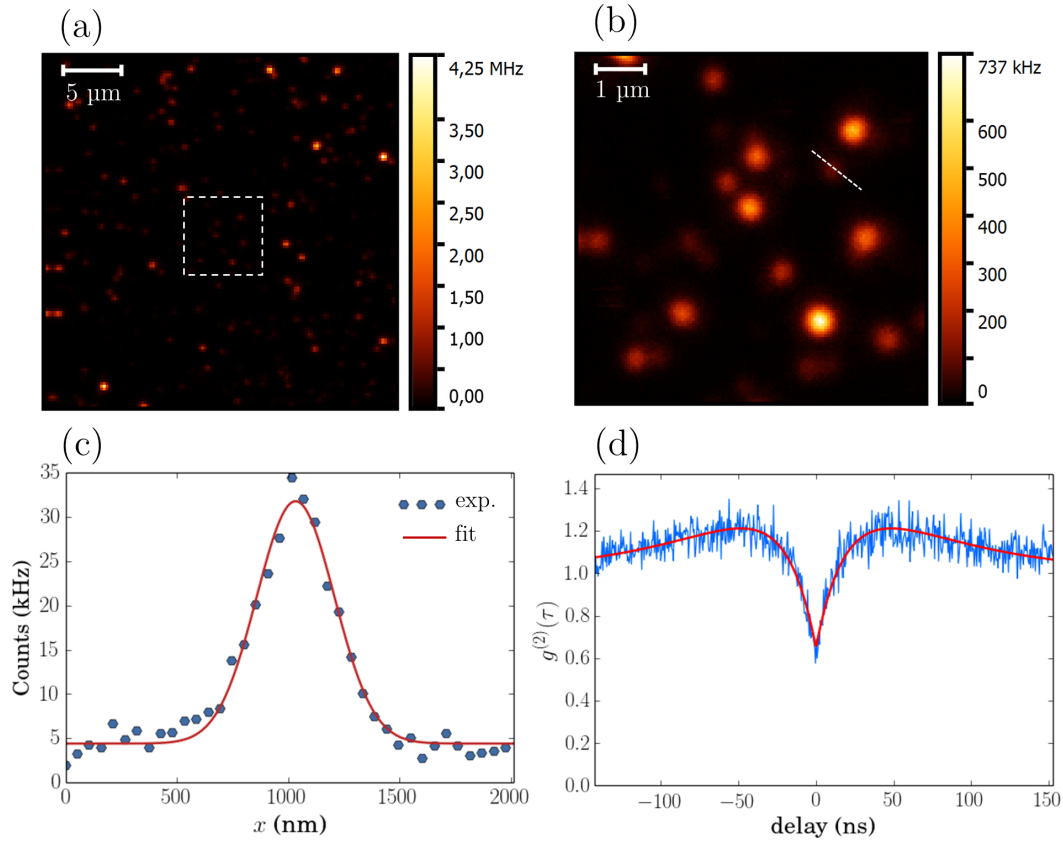 (a)
5 µm
4,25 MHz
3,50
3,00
2,50
2,00
1,50
1,00
0,00
(b)
1 µm
737 kHz
600
500
400
300
200
0
(c)
Counts (kHz)
35
30
25
20
15
10
5
0
exp.
fit
0
500
1000
1500
2000
x (nm)
(d)
g⁽²⁾(τ)
1.4
1.2
1.0
0.8
0.6
0.4
0.2
0.0
−100
−50
0
50
100
150
delay (ns)